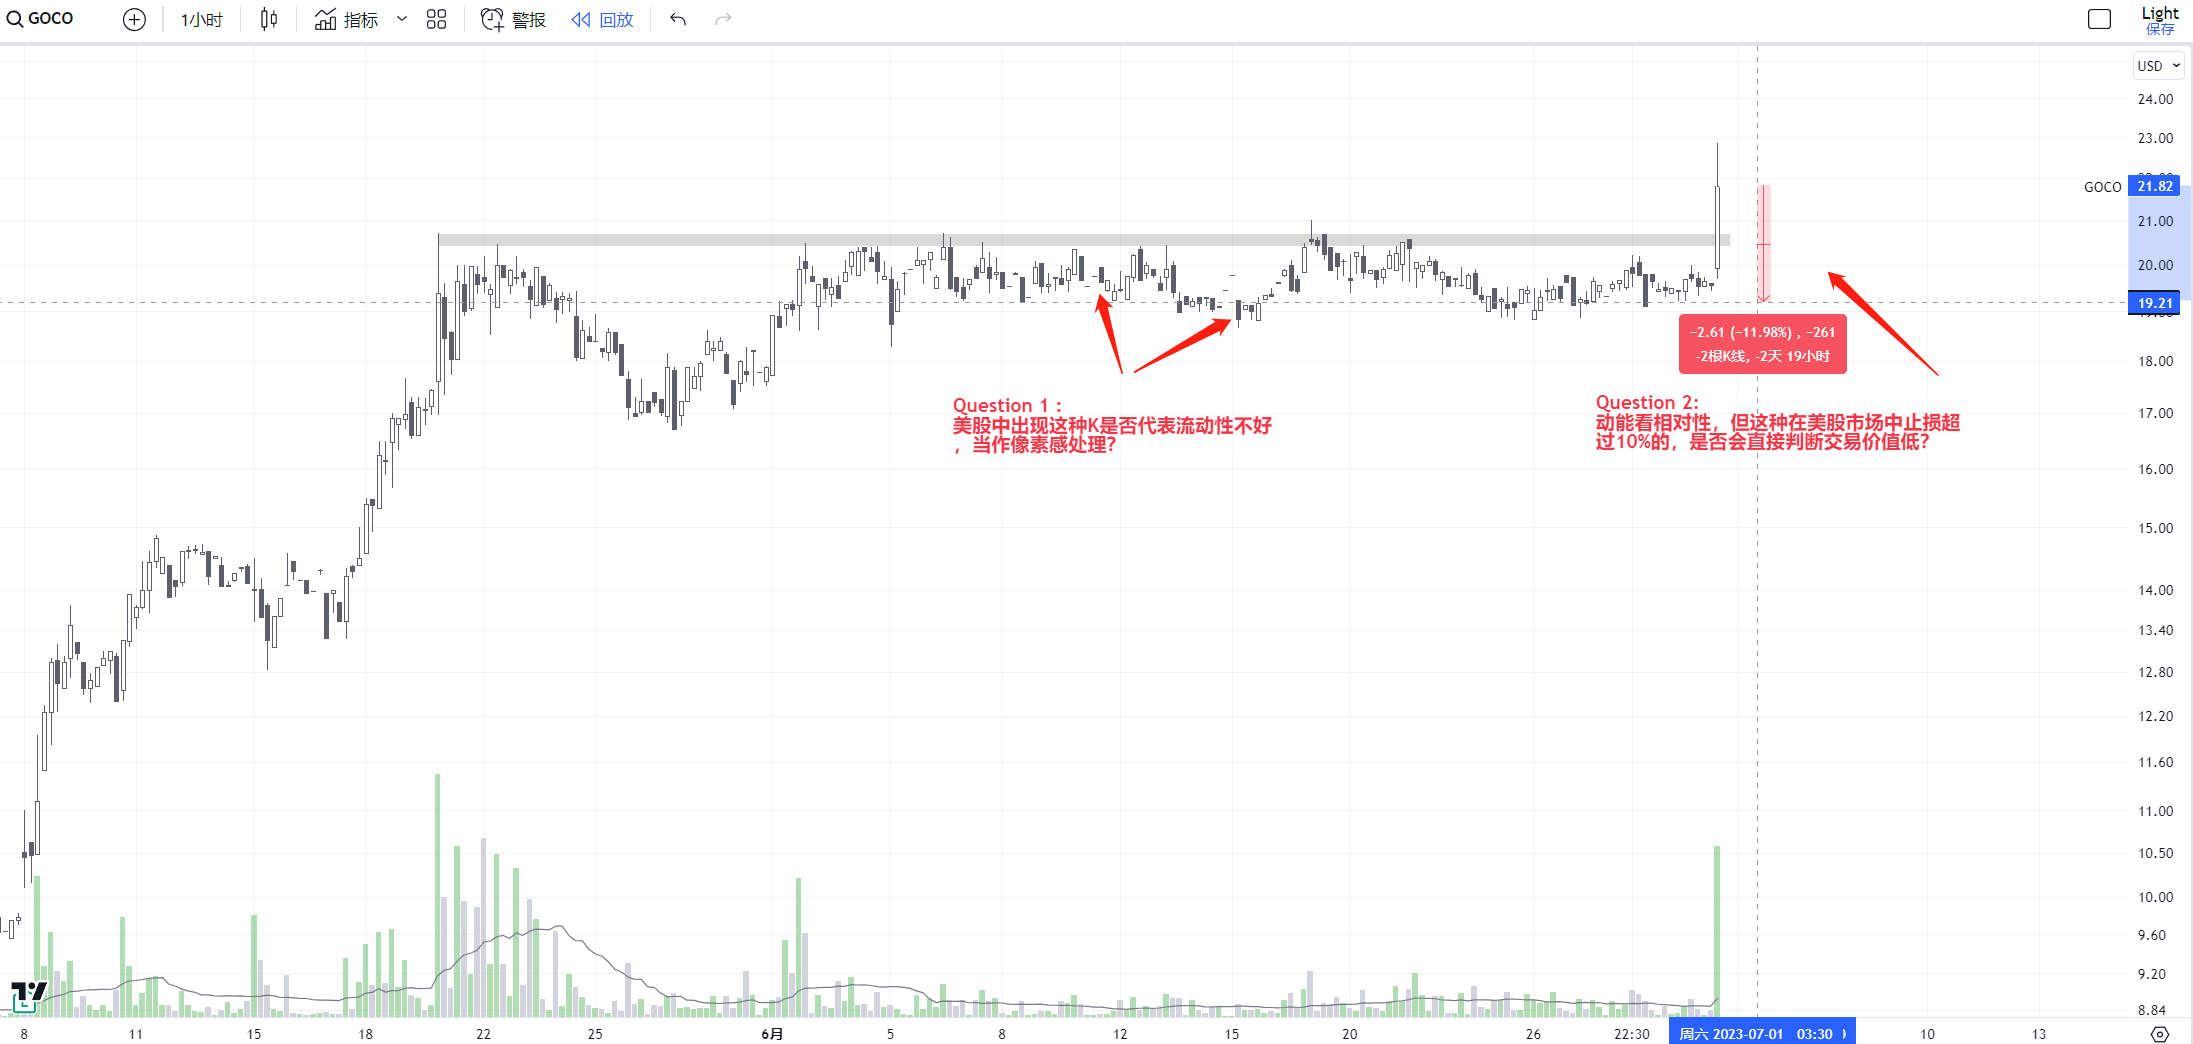 GOCO
1小时
指标
警报
回放
Light
保存
USD
24.00
23.00
GOCO
21.82
21.00
20.00
19.21
18.00
17.00
16.00
15.00
14.00
13.40
12.80
12.20
11.60
11.00
10.50
10.00
9.60
9.20
8.84
−2.61 (−11.98%) , −261
-2根K线, -2天 19小时
Question 1 :
美股中出现这种K是否代表流动性不好
，当作像素感处理?
Question 2:
动能看相对性，但这种在美股市场中止损超
过10%的，是否会直接判断交易价值低?
8
11
15
18
22
25
6月
5
8
12
15
20
26
22:30
周六 2023-07-01 03:30
10
13